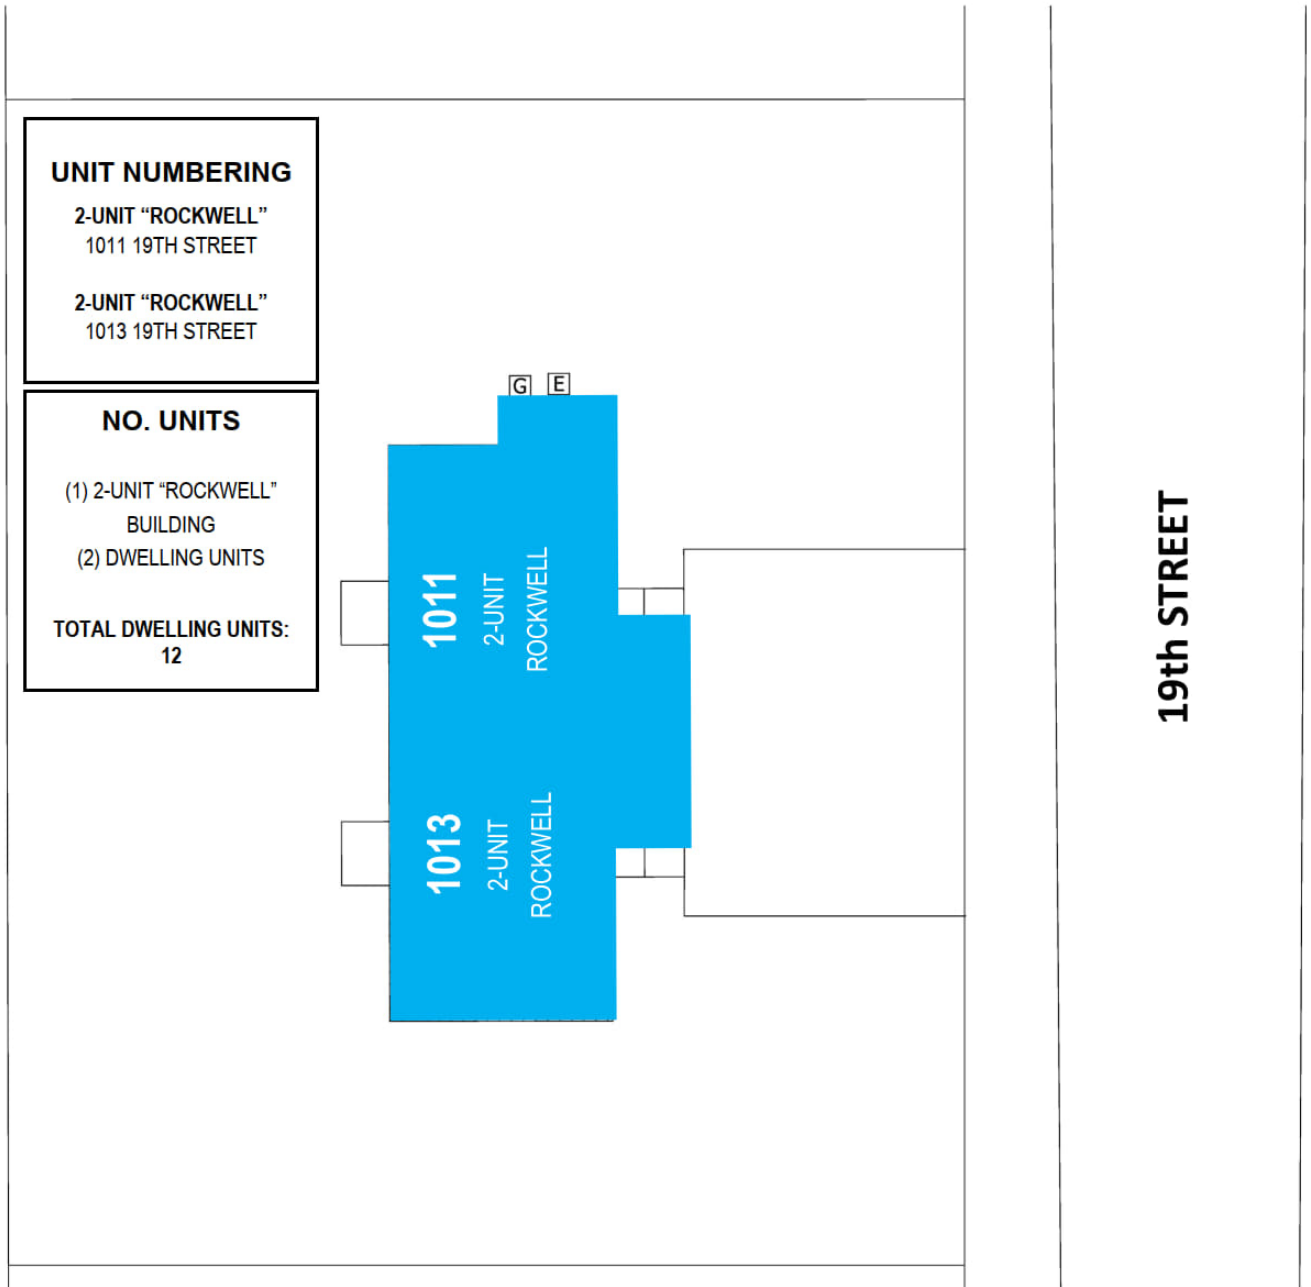 UNIT NUMBERING
2-UNIT “ROCKWELL”
1011 19TH STREET
2-UNIT “ROCKWELL”
1013 19TH STREET
NO. UNITS
(1) 2-UNIT “ROCKWELL”
BUILDING
(2) DWELLING UNITS
TOTAL DWELLING UNITS:
12
G E
1011
2-UNIT
ROCKWELL
1013
2-UNIT
ROCKWELL
19th STREET